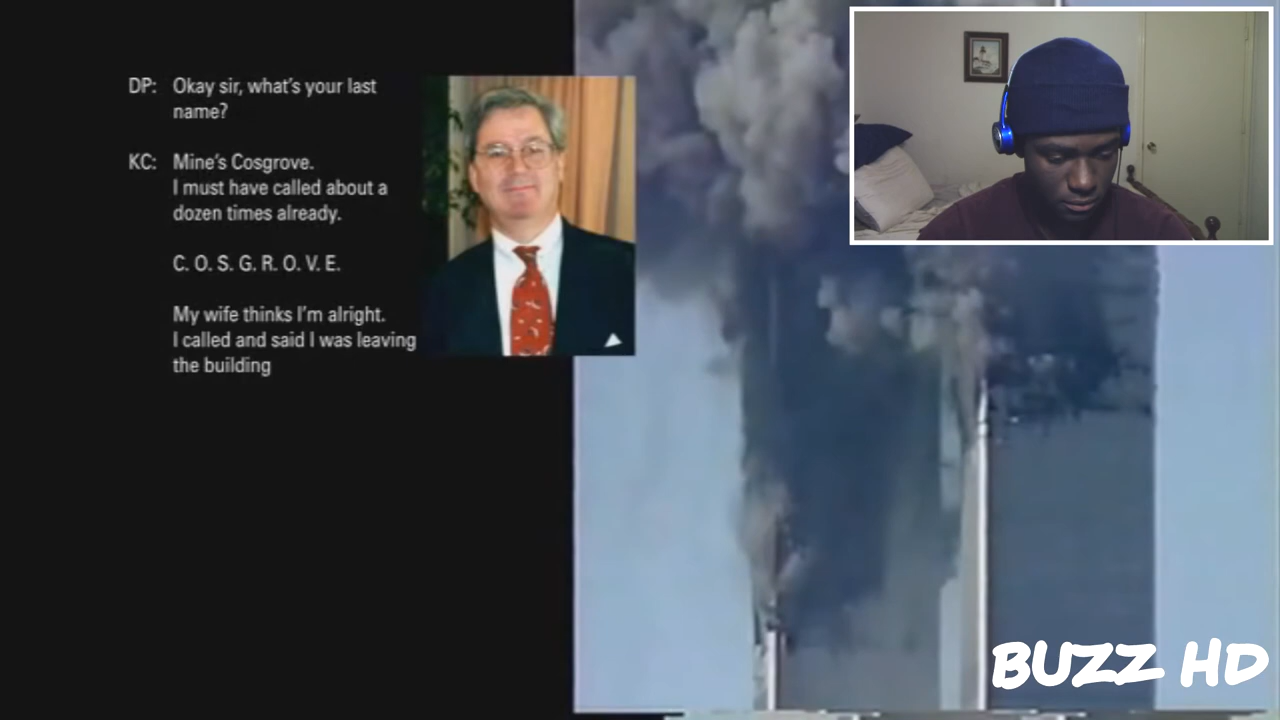 DP: Okay sir, what's your last
name?
KC: Mine's Cosgrove.
I must have called about a
dozen times already.
C. O. S. G. R. O. V. E.
My wife thinks I'm alright.
I called and said I was leaving
the building
BUZZ HD